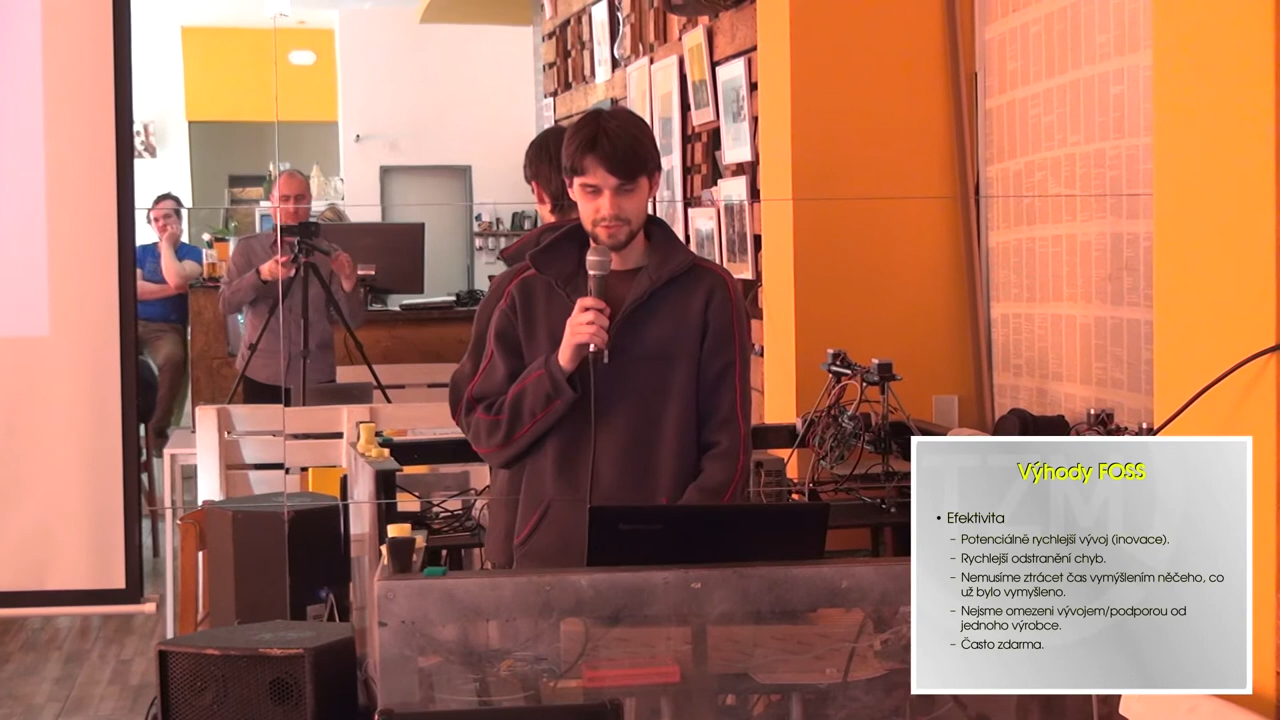 Výhody FOSS
• Efektivita
– Potenciálně rychlejší vývoj (inovace).
– Rychlejší odstranění chyb.
– Nemusíme ztrácet čas vymýšlením něčeho, co
už bylo vymyšleno.
– Nejsme omezeni vývojem/podporou od
jednoho výrobce.
– Často zdarma.